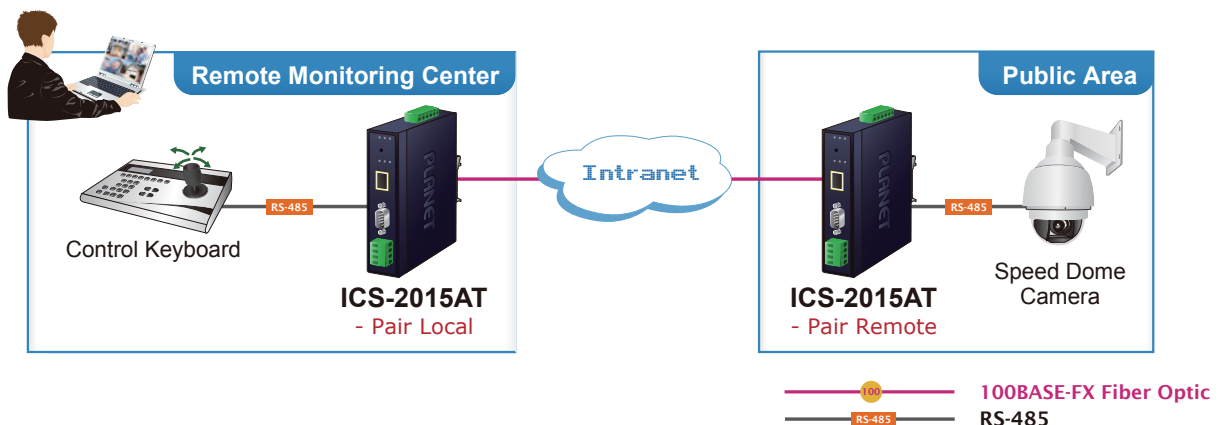 Remote Monitoring Center
Public Area
PLANET
PLANET
Intranet
RS-485
RS-485
Control Keyboard
Speed Dome
Camera
ICS-2015AT
- Pair Local
ICS-2015AT
- Pair Remote
100
100BASE-FX Fiber Optic
RS-485
RS-485